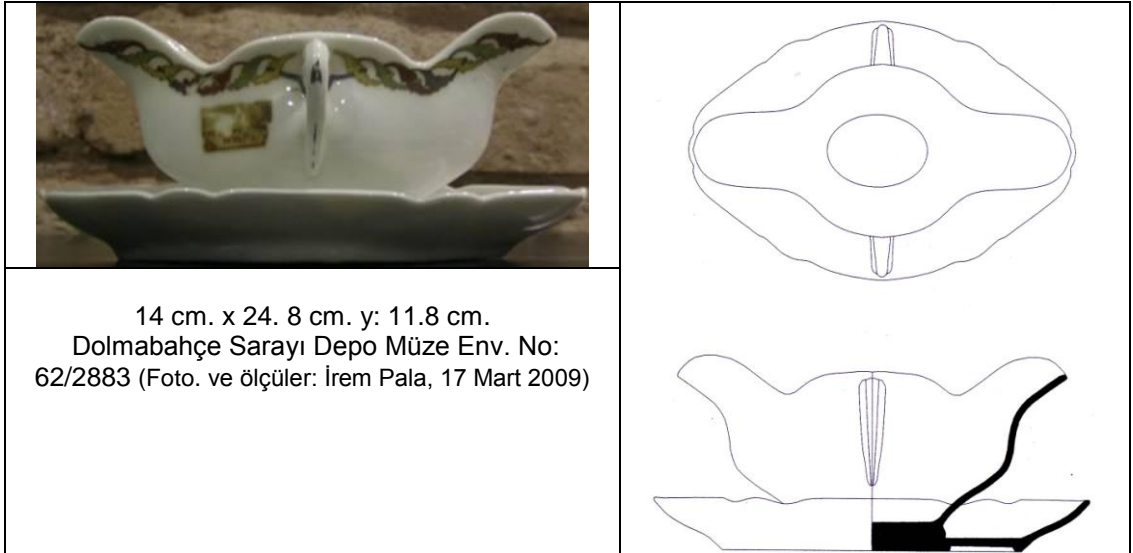 14 cm. x 24. 8 cm. y: 11.8 cm.
Dolmabahçe Sarayı Depo Müze Env. No:
62/2883 (Foto. ve ölçüler: İrem Pala, 17 Mart 2009)